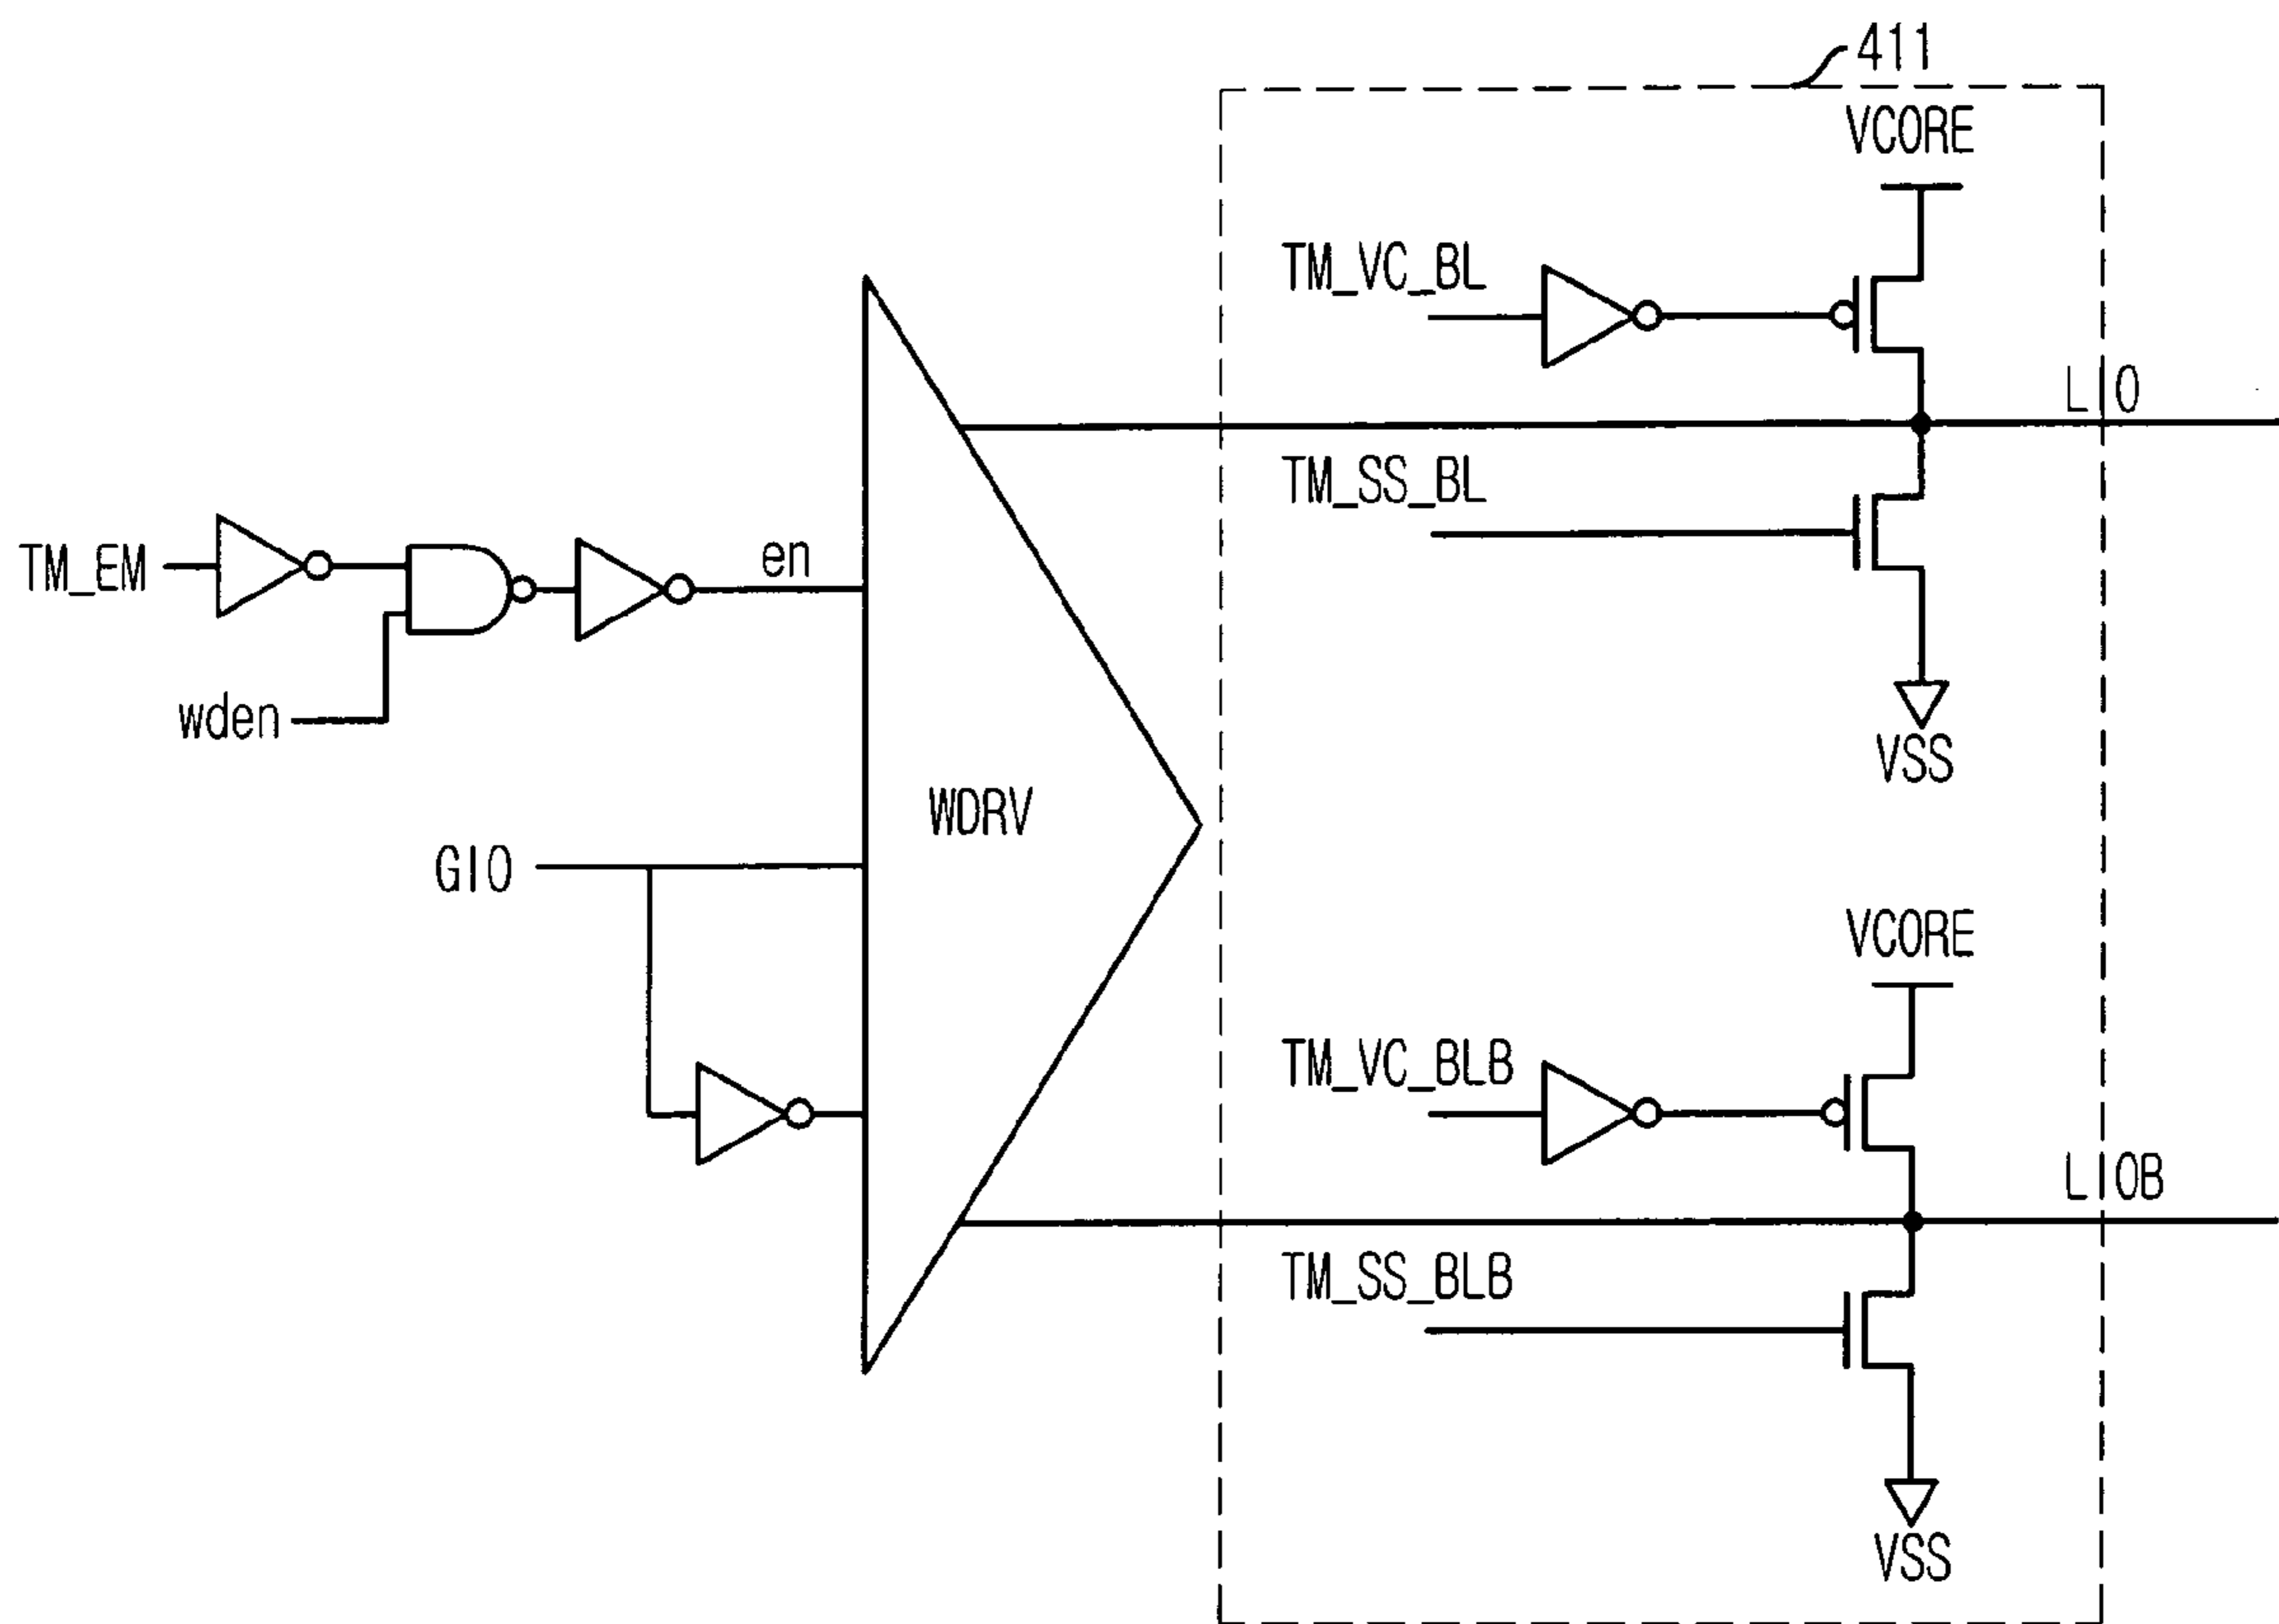 411
VCORE
TM_VC_BL
LIO
TM_SS_BL
TM_EM
en
wden
VSS
WDRV
GIO
VCORE
TM_VC_BLB
LIOB
TM_SS_BLB
VSS